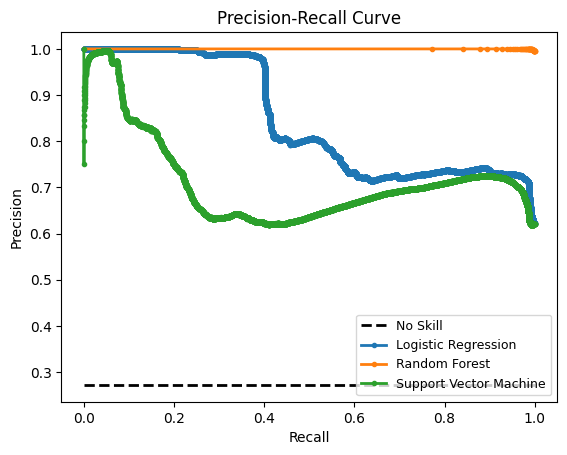 Precision-Recall Curve
1.0
0.9
0.8
0.7
0.6
0.5
0.4
0.3
Precision
No Skill
Logistic Regression
Random Forest
Support Vector Machine
0.0
0.2
0.4
0.6
0.8
1.0
Recall